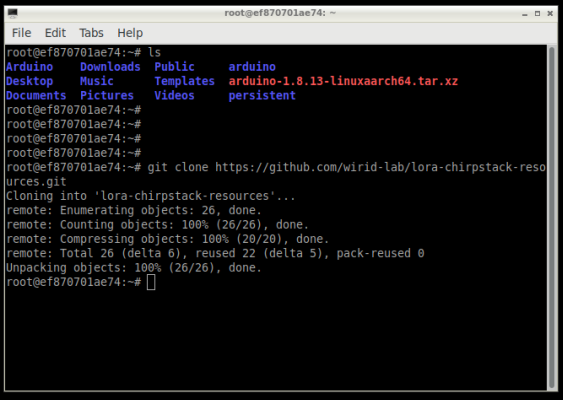 root@ef870701ae74: ~
File Edit Tabs Help
root@ef870701ae74:~# ls
Arduino Downloads Public arduino
Desktop Music Templates arduino-1.8.13-linuxaarch64.tar.xz
Documents Pictures Videos persistent
root@ef870701ae74:~#
root@ef870701ae74:~#
root@ef870701ae74:~#
root@ef870701ae74:~#
root@ef870701ae74:~# git clone https://github.com/wirid-lab/lora-chirpstack-reso
urces.git
Cloning into 'lora-chirpstack-resources'...
remote: Enumerating objects: 26, done.
remote: Counting objects: 100% (26/26), done.
remote: Compressing objects: 100% (20/20), done.
remote: Total 26 (delta 6), reused 22 (delta 5), pack-reused 0
Unpacking objects: 100% (26/26), done.
root@ef870701ae74:~#